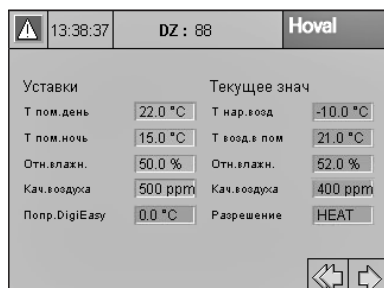 13:38:37 DZ : 88 Hoval
Уставки Текущее знач
Т пом.день 22.0 °C Т нар.возд -10.0 °C
Т пом.ночь 15.0 °C Т возд.в пом 21.0 °C
Отн.влажн. 50.0 % Отн.влажн. 52.0 %
Кач.воздуха 500 ppm Кач.воздуха 400 ppm
Попр.DigiEasy 0.0 °C Разрешение HEAT